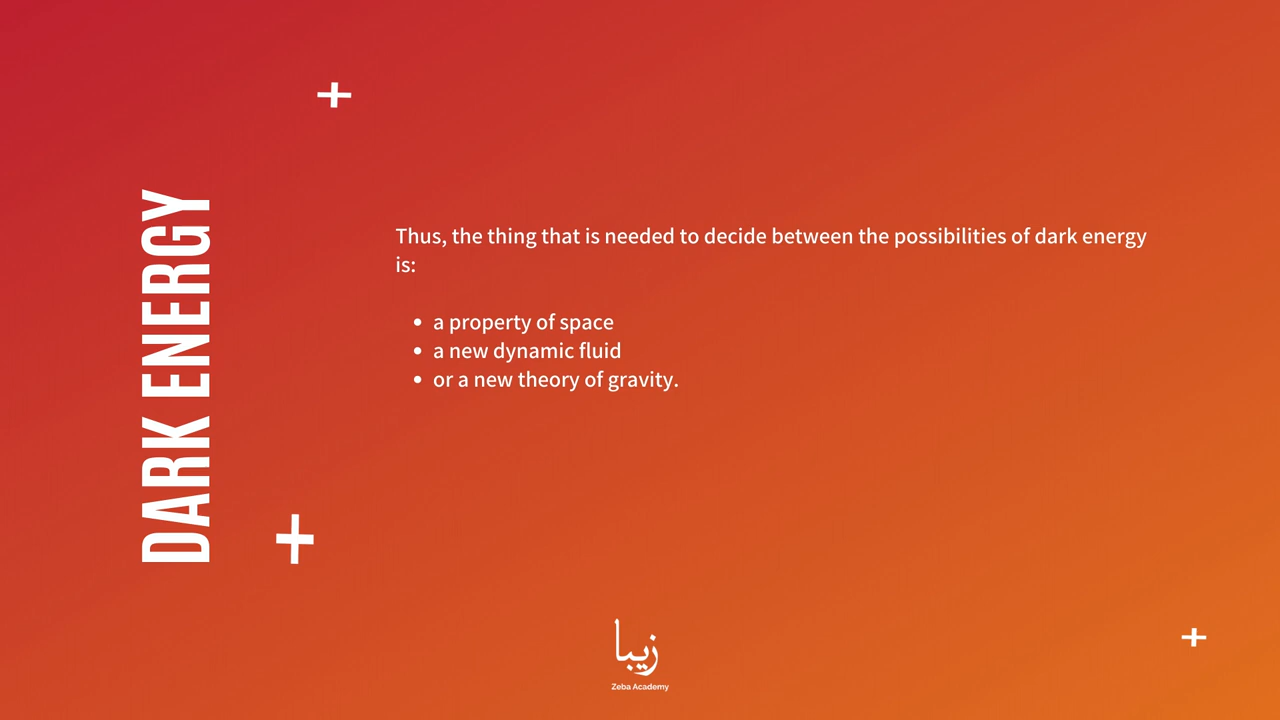 DARK ENERGY
Thus, the thing that is needed to decide between the possibilities of dark energy
is:
• a property of space
• a new dynamic fluid
• or a new theory of gravity.
زيبا
Zeba Academy